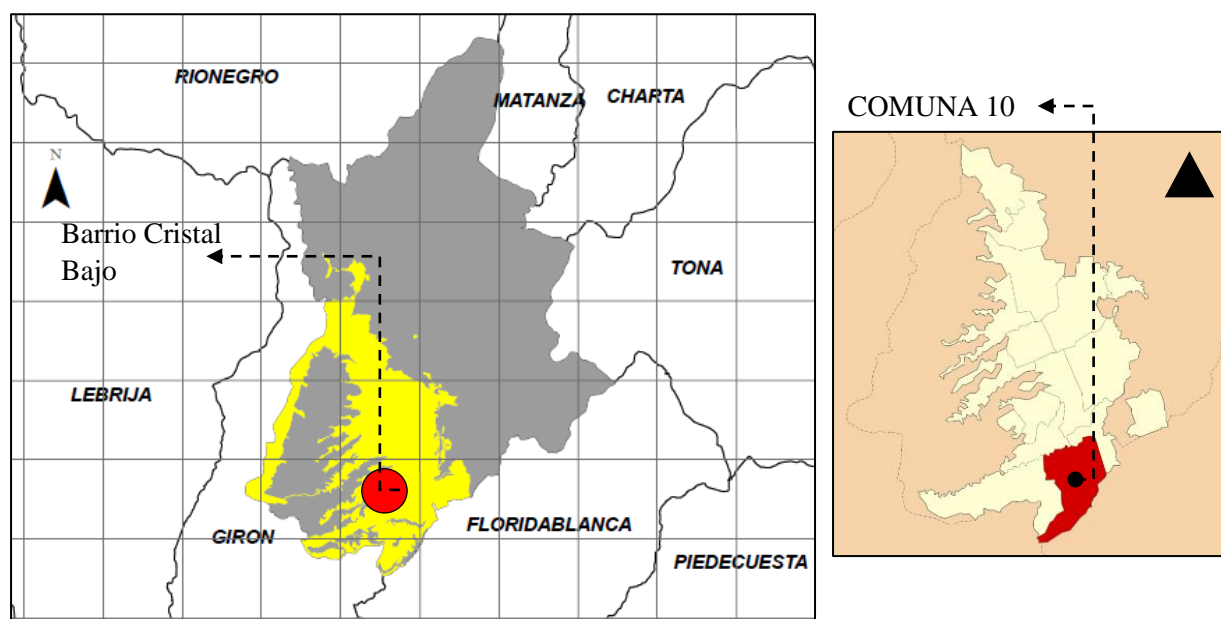 RIONEGRO
MATANZA
CHARTA
N
Barrio Cristal
Bajo
TONA
LEBRIJA
GIRON
FLORIDABLANCA
PIEDECUESTA
COMUNA 10